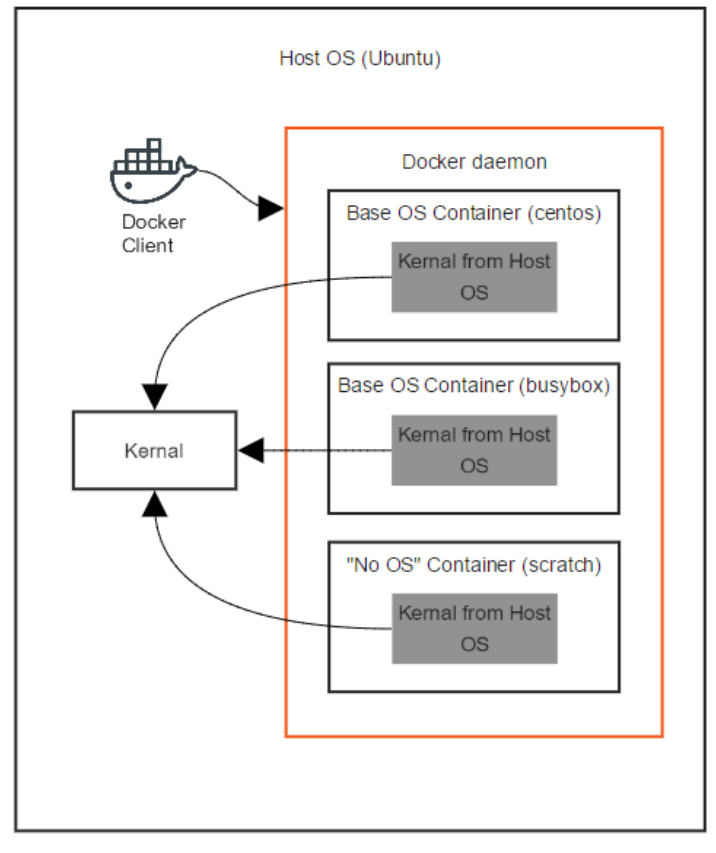 Host OS (Ubuntu)
Docker
Client
Docker daemon
Base OS Container (centos)
Kernal from Host
OS
Base OS Container (busybox)
Kernal from Host
OS
Kernal
"No OS" Container (scratch)
Kernal from Host
OS